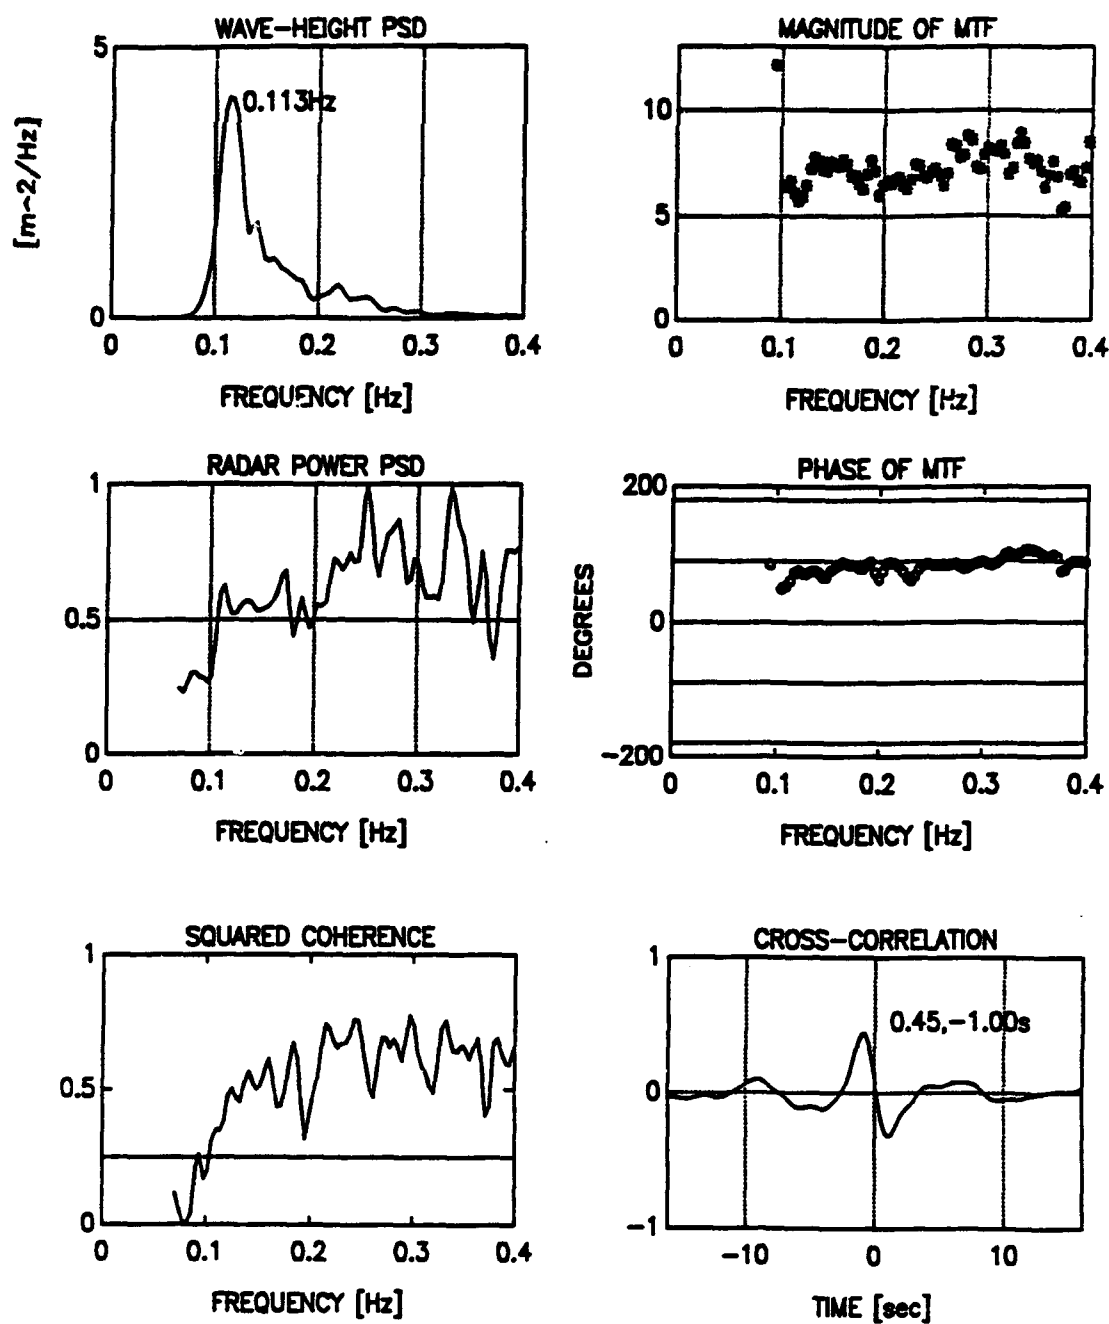 WAVE-HEIGHT PSD
5
[m~2/Hz]
0.113Hz
0
0 0.1 0.2 0.3 0.4
FREQUENCY [Hz]
MAGNITUDE OF MTF
10
5
0
0 0.1 0.2 0.3 0.4
FREQUENCY [Hz]
RADAR POWER PSD
1
0.5
0
0 0.1 0.2 0.3 0.4
FREQUENCY [Hz]
PHASE OF MTF
200
DEGREES
0
-200
0 0.1 0.2 0.3 0.4
FREQUENCY [Hz]
SQUARED COHERENCE
1
0.5
0
0 0.1 0.2 0.3 0.4
FREQUENCY [Hz]
CROSS-CORRELATION
1
0.45,-1.00s
0
-1
-10 0 10
TIME [sec]